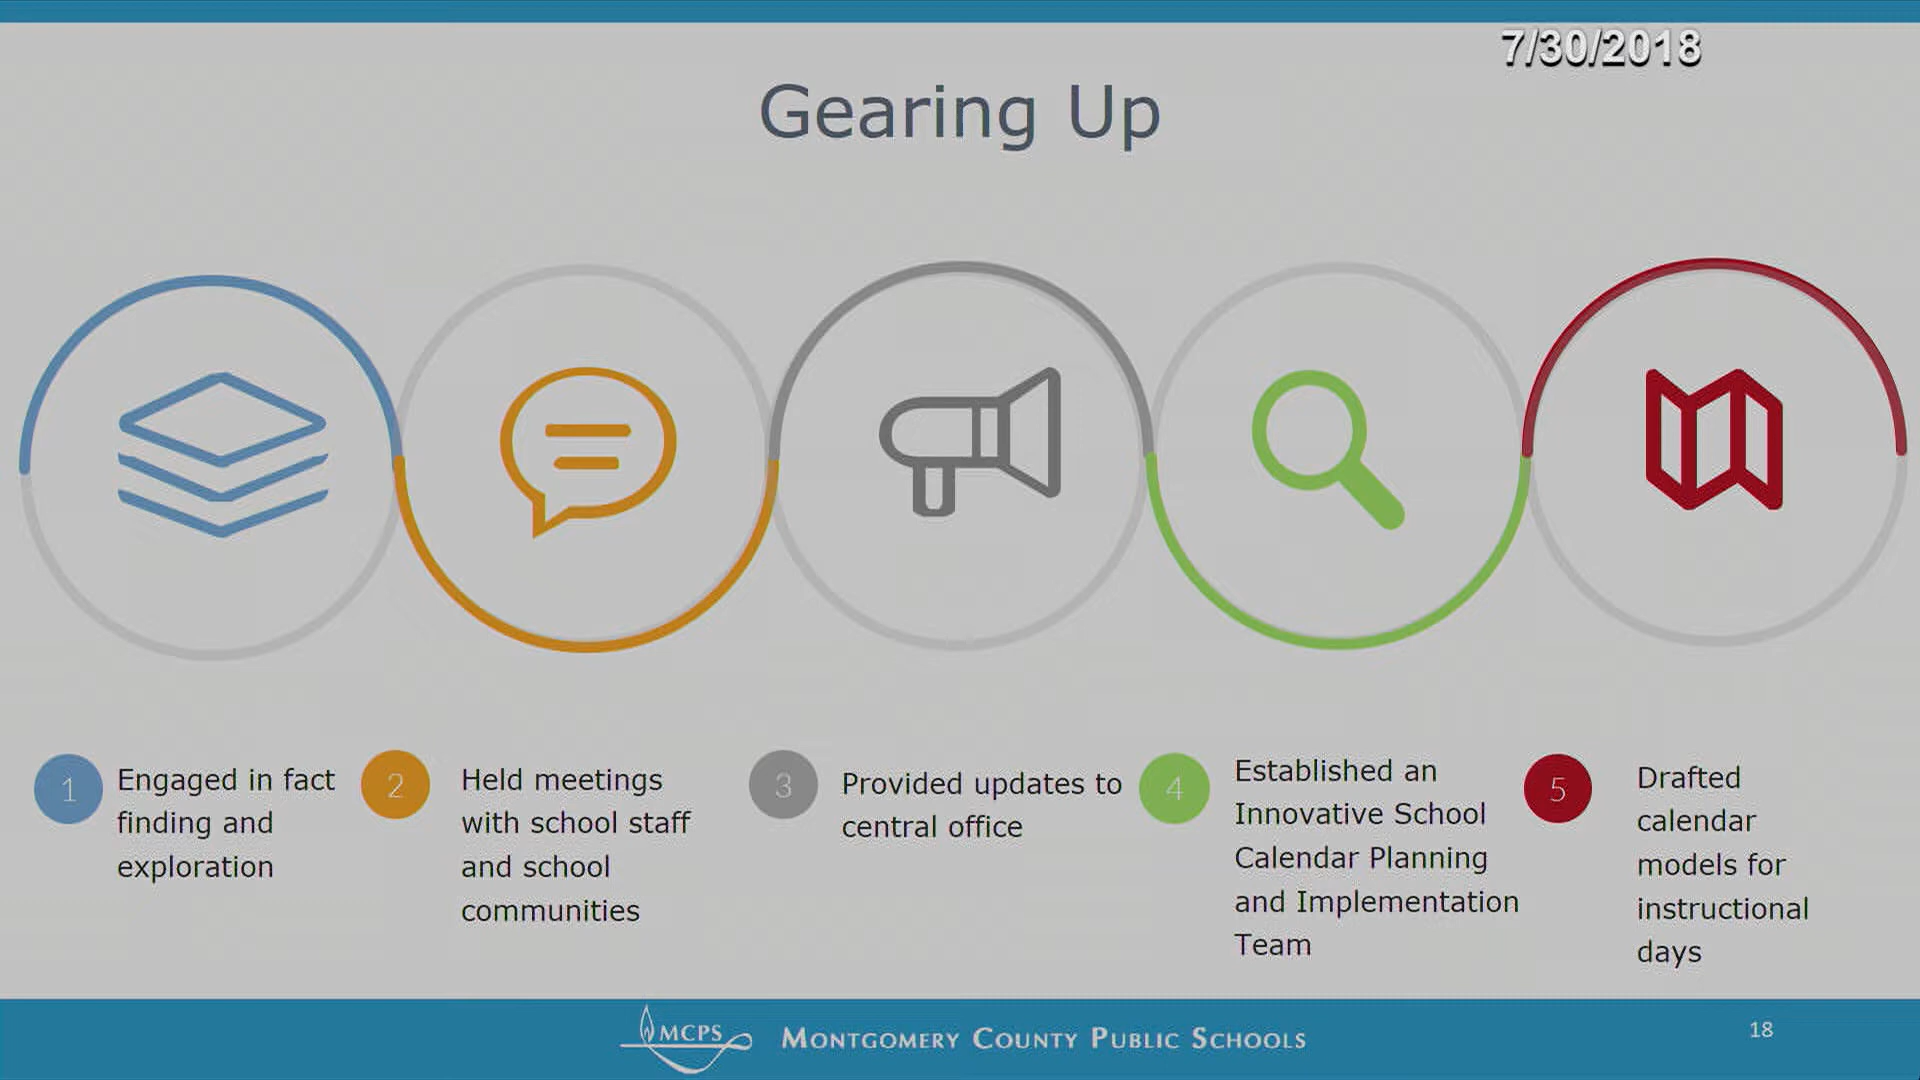 7/30/2018
Gearing Up
1
Engaged in fact
finding and
exploration
2
Held meetings
with school staff
and school
communities
3
Provided updates to
central office
4
Established an
Innovative School
Calendar Planning
and Implementation
Team
5
Drafted
calendar
models for
instructional
days
MCPS
MONTGOMERY COUNTY PUBLIC SCHOOLS
18